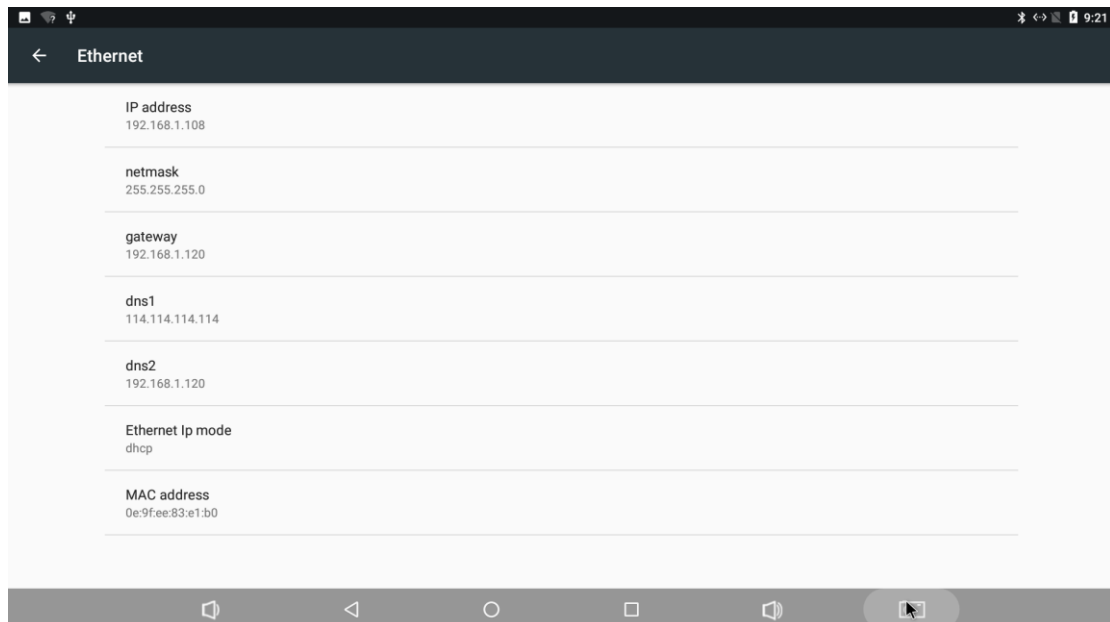 9:21
Ethernet
IP address
192.168.1.108
netmask
255.255.255.0
gateway
192.168.1.120
dns1
114.114.114.114
dns2
192.168.1.120
Ethernet Ip mode
dhcp
MAC address
0e:9f:ee:83:e1:b0